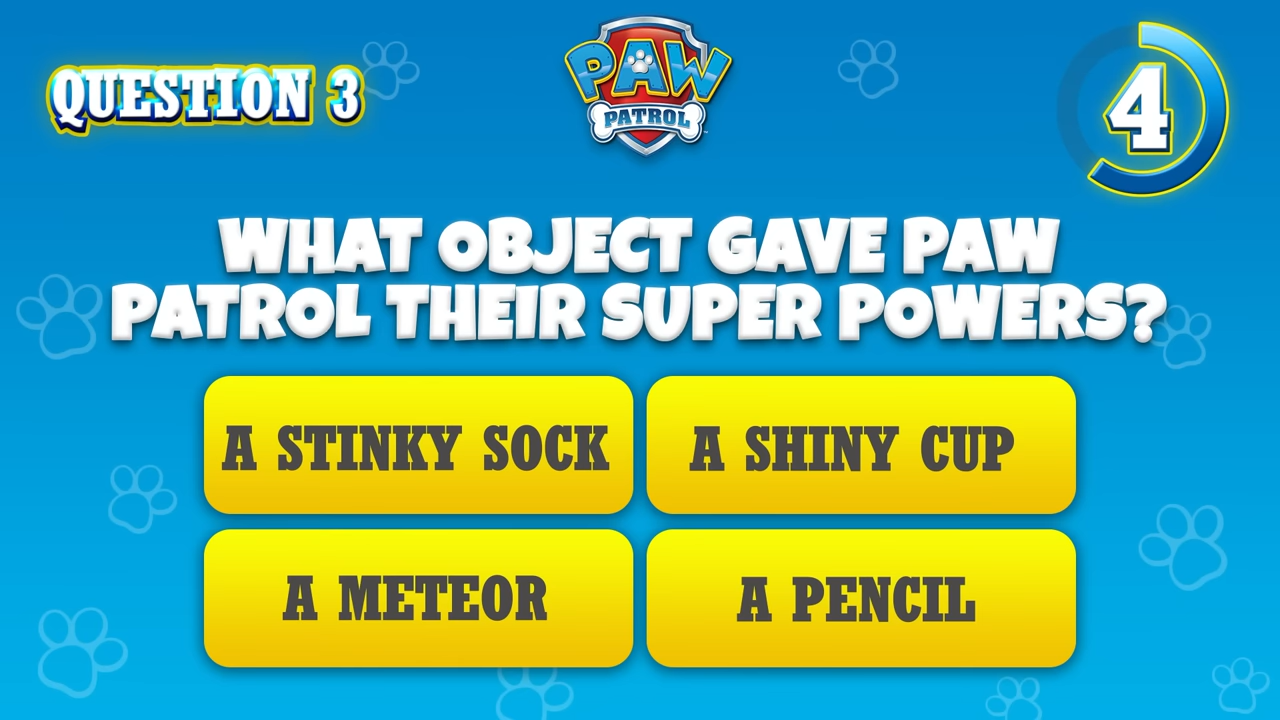 QUESTION 3
PAW
PATROL
4
WHAT OBJECT GAVE PAW
PATROL THEIR SUPER POWERS?
A STINKY SOCK
A SHINY CUP
A METEOR
A PENCIL